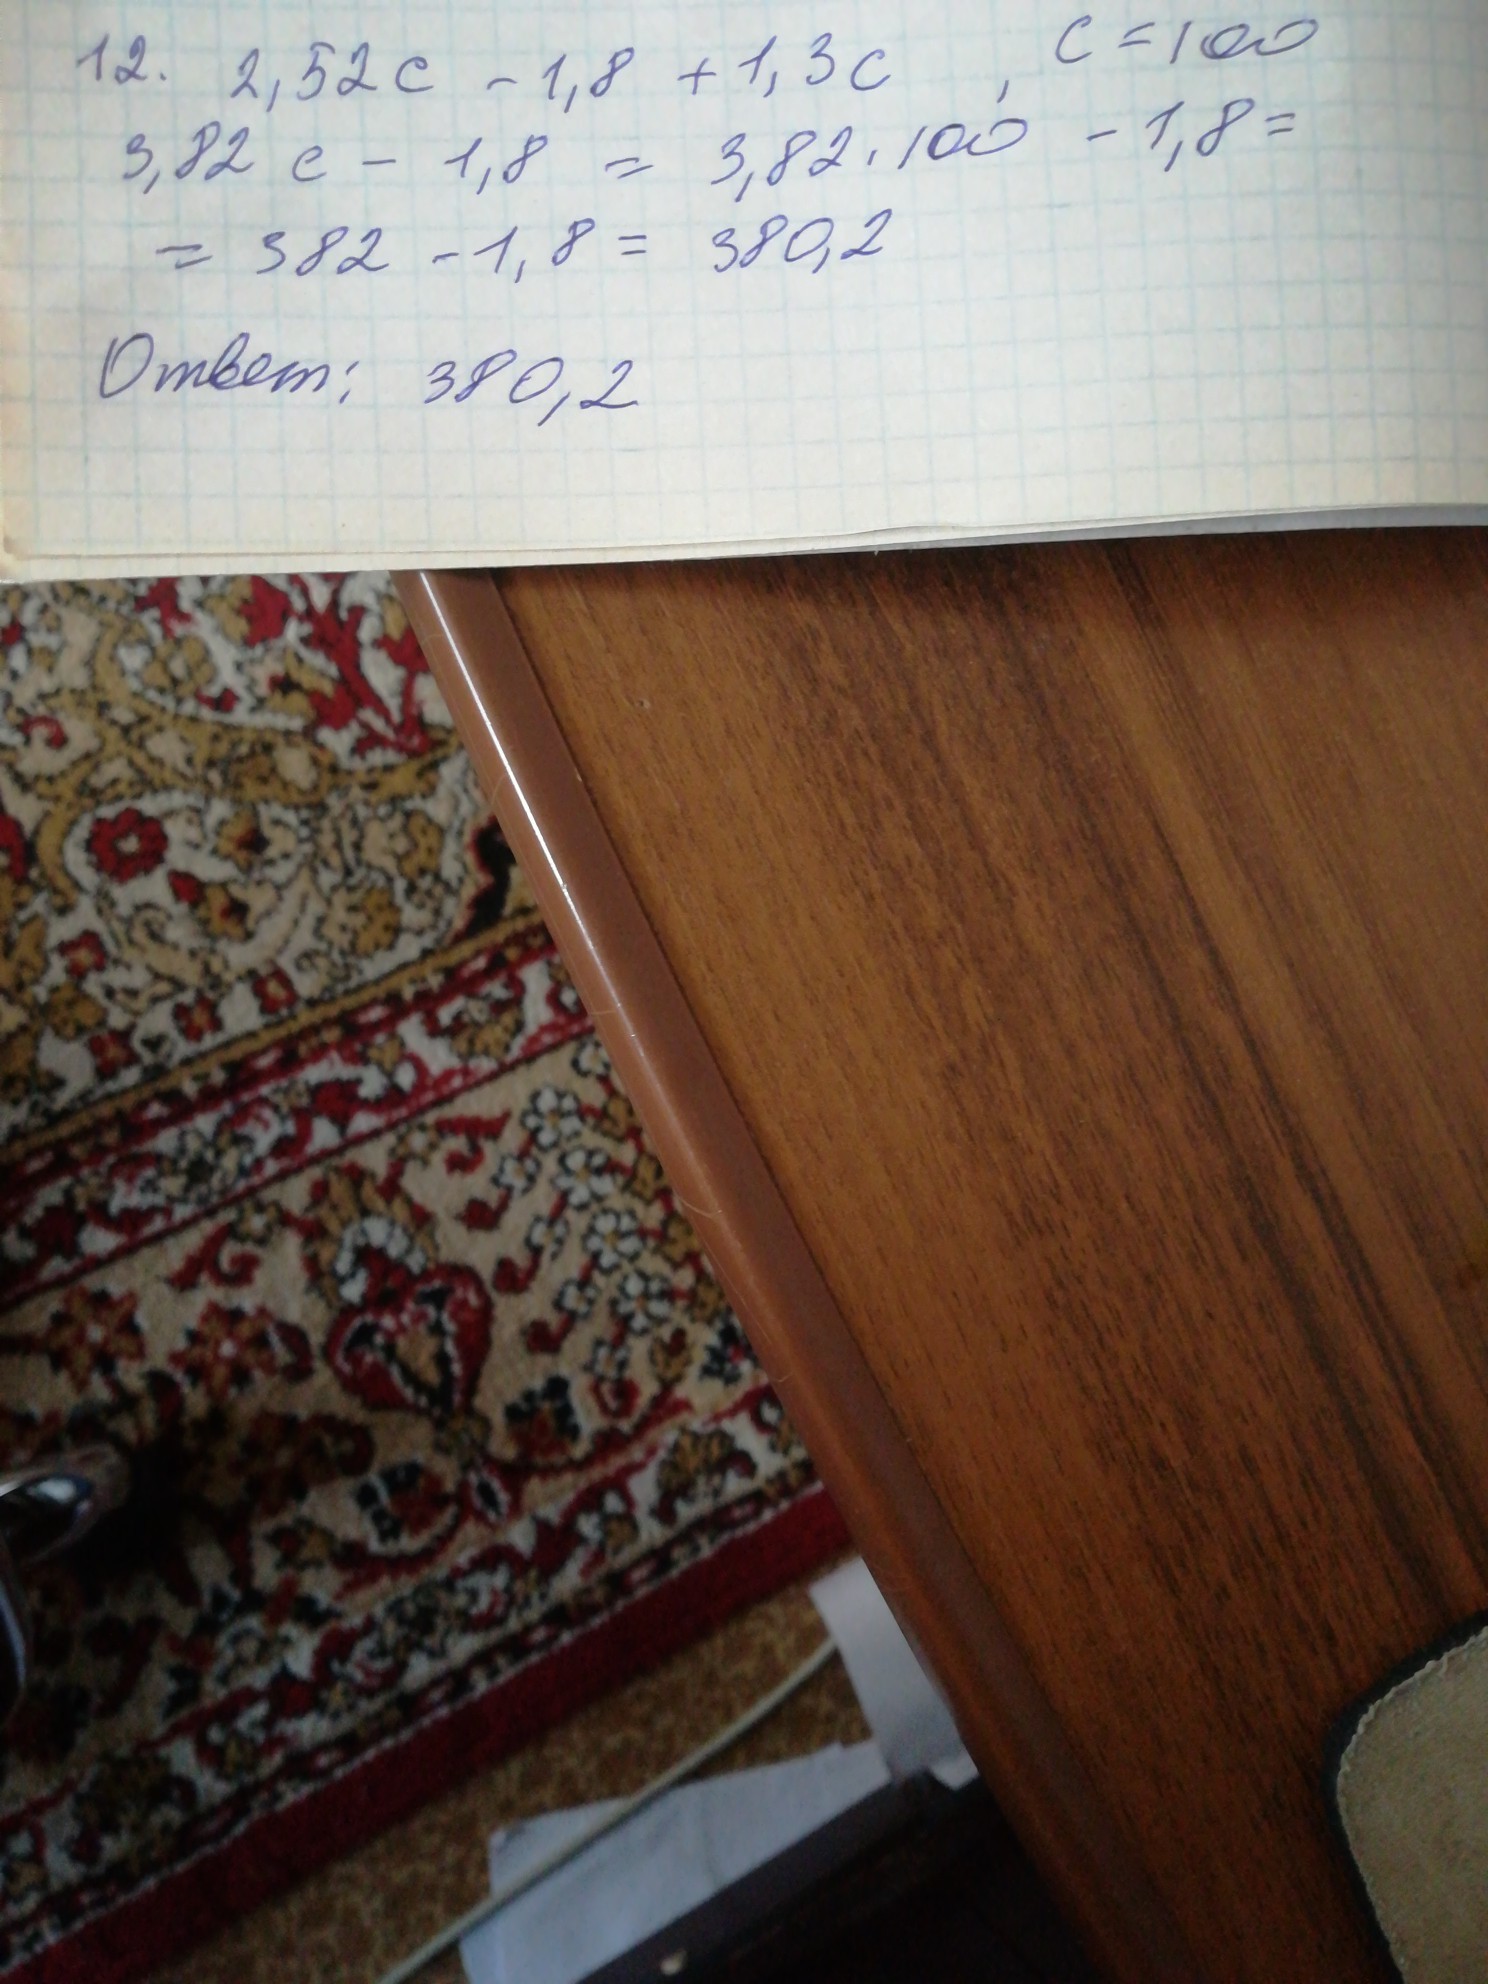 12. 2,52c - 1,8 + 1,3c , c = 100
3,82 c - 1,8 = 3,82 · 100 - 1,8 =
= 382 - 1,8 = 380,2
Ответ: 380,2